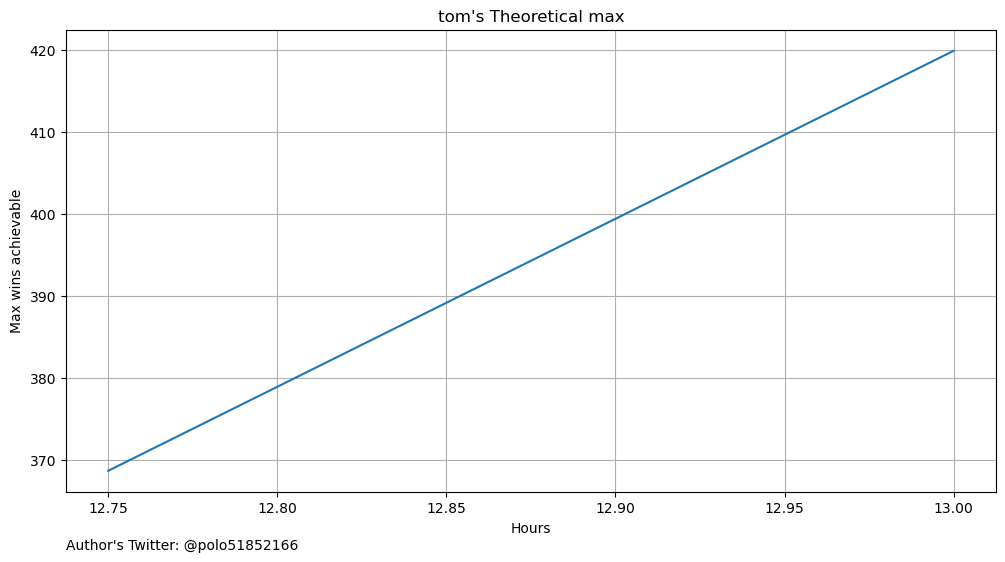 tom's Theoretical max
Max wins achievable
420
410
400
390
380
370
12.75 12.80 12.85 12.90 12.95 13.00
Hours
Author's Twitter: @polo51852166